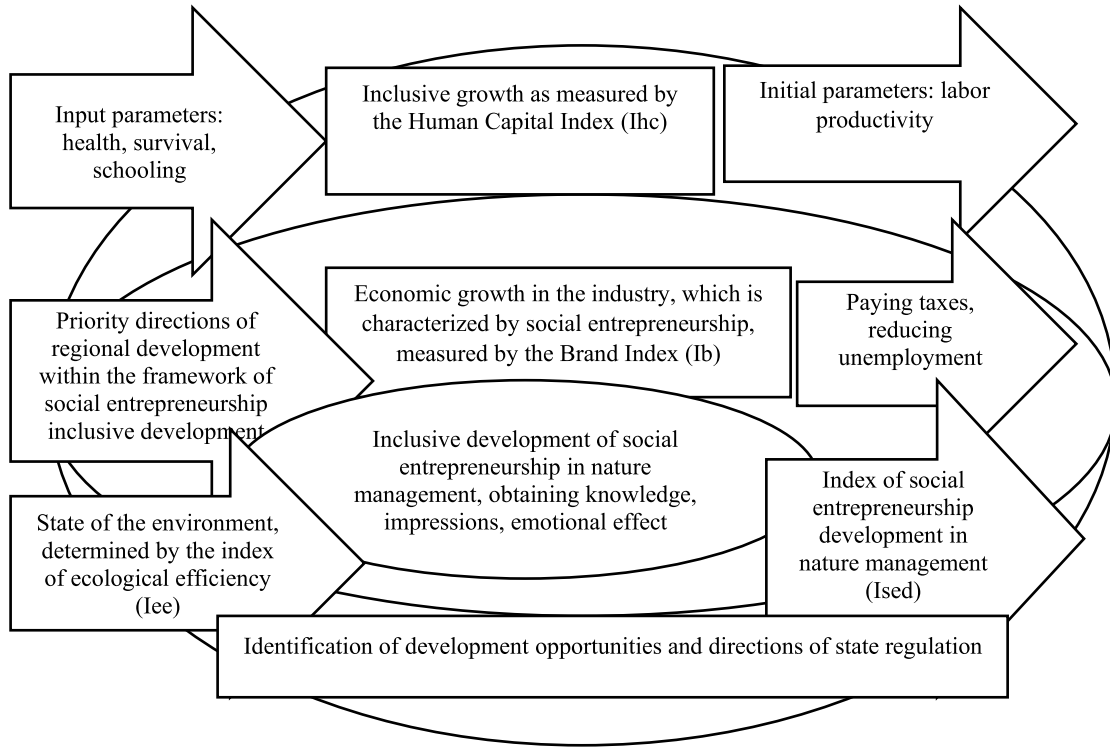 Input parameters:
health, survival,
schooling
Inclusive growth as measured by
the Human Capital Index (Ihc)
Initial parameters: labor
productivity
Priority directions of
regional development
within the framework of
social entrepreneurship
inclusive development
Economic growth in the industry, which is
characterized by social entrepreneurship,
measured by the Brand Index (Ib)
Paying taxes,
reducing
unemployment
State of the environment,
determined by the index
of ecological efficiency
(Iee)
Inclusive development of social
entrepreneurship in nature
management, obtaining knowledge,
impressions, emotional effect
Index of social
entrepreneurship
development in
nature management
(Ised)
Identification of development opportunities and directions of state regulation